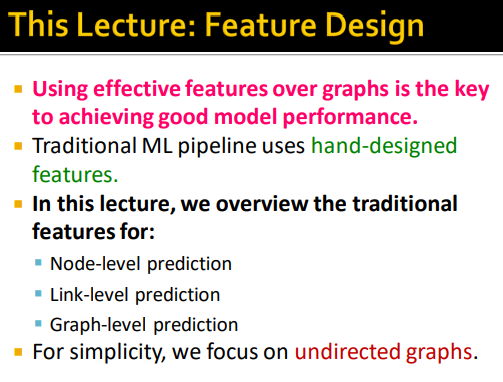 This Lecture: Feature Design
Using effective features over graphs is the key
to achieving good model performance.
Traditional ML pipeline uses hand-designed
features.
In this lecture, we overview the traditional
features for:
Node-level prediction
Link-level prediction
Graph-level prediction
For simplicity, we focus on undirected graphs.